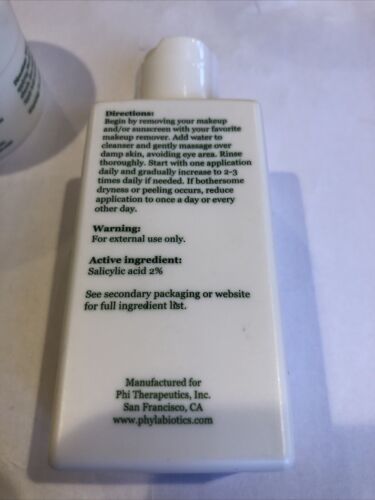 Directions:
Begin by removing your makeup
and/or sunscreen with your favorite
makeup remover. Add water to
cleanser and gently massage over
damp skin, avoiding eye area. Rinse
thoroughly. Start with one application
daily and gradually increase to 2-3
times daily if needed. If bothersome
dryness or peeling occurs, reduce
application to once a day or every
other day.
Warning:
For external use only.
Active ingredient:
Salicylic acid 2%
See secondary packaging or website
for full ingredient list.
Manufactured for
Phi Therapeutics, Inc.
San Francisco, CA
www.phylabiotics.com